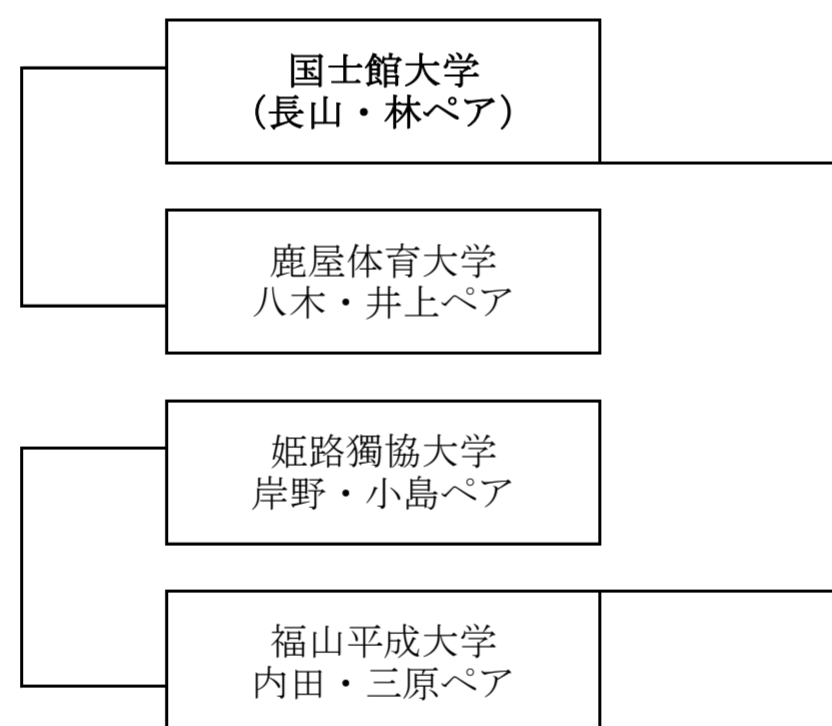 国士館大学
（長山・林ペア）
鹿屋体育大学
八木・井上ペア
姫路獨協大学
岸野・小島ペア
福山平成大学
内田・三原ペア